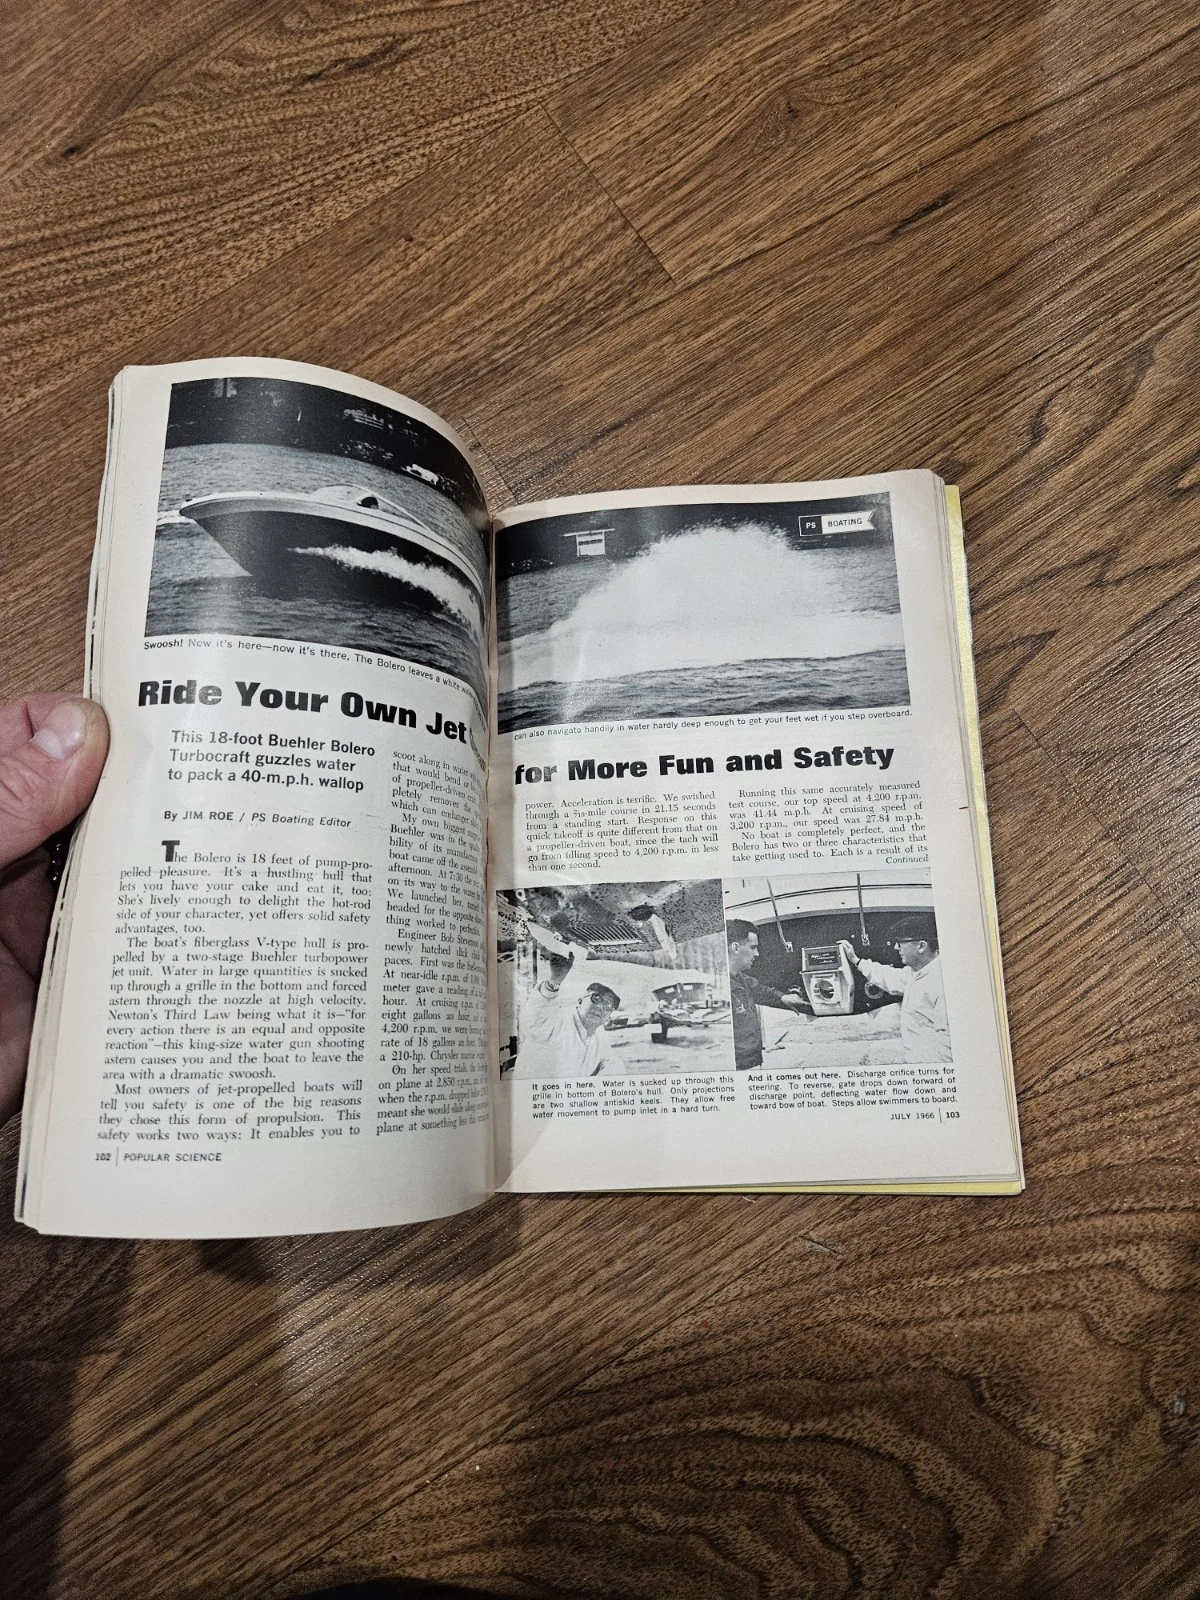 Swoosh! Now it's here—now it's there. The Bolero leaves a white
Ride Your Own Jet
This 18-foot Buehler Bolero
Turbocraft guzzles water
to pack a 40-m.p.h. wallop
By JIM ROE / PS Boating Editor
The Bolero is 18 feet of pump-pro-
pelled pleasure. It's a hustling hull that
lets you have your cake and eat it, too:
She's lively enough to delight the hot-rod
side of your character, yet offers solid safety
advantages, too.
The boat's fiberglass V-type hull is pro-
pelled by a two-stage Buehler turbopower
jet unit. Water in large quantities is sucked
up through a grille in the bottom and forced
astern through the nozzle at high velocity.
Newton's Third Law being what it is—"for
every action there is an equal and opposite
reaction"—this king-size water gun shooting
astern causes you and the boat to leave the
area with a dramatic swoosh.
Most owners of jet-propelled boats will
tell you safety is one of the big reasons
they chose this form of propulsion. This
safety works two ways: It enables you to
scoot along in water
that would bend or
of propeller-driven
pletely removes the
which can endanger
My own biggest
Buehler was in the
bility of its
boat came off the
afternoon. At 7:30 the
on its way to the water
We launched her,
headed for the opposite
thing worked to
Engineer Bob
newly hatched slick
paces. First was the
At near-idle r.p.m. of
meter gave a reading of
hour. At cruising r.p.m.
eight gallons an hour,
4,200 r.p.m. we were
rate of 18 gallons an
a 210-hp. Chrysler marine
On her speed trials, the
on plane at 2,850 r.p.m.,
when the r.p.m. dropped
meant she would slide along
plane at something less
102 | POPULAR SCIENCE
PS BOATING
can also navigate handily in water hardly deep enough to get your feet wet if you step overboard.
for More Fun and Safety
power. Acceleration is terrific. We swished
through a 2/10-mile course in 21.15 seconds
from a standing start. Response on this
quick takeoff is quite different from that on
a propeller-driven boat, since the tach will
go from idling speed to 4,200 r.p.m. in less
than one second.
Running this same accurately measured
test course, our top speed at 4,200 r.p.m.
was 41.44 m.p.h. At cruising speed of
3,200 r.p.m., our speed was 27.84 m.p.h.
No boat is completely perfect, and the
Bolero has two or three characteristics that
take getting used to. Each is a result of its
Continued
It goes in here. Water is sucked up through this
grille in bottom of Bolero's hull. Only projections
are two shallow antiskid keels. They allow free
water movement to pump inlet in a hard turn.
And it comes out here. Discharge orifice turns for
steering. To reverse, gate drops down forward of
discharge point, deflecting water flow down and
toward bow of boat. Steps allow swimmers to board.
JULY 1966 | 103